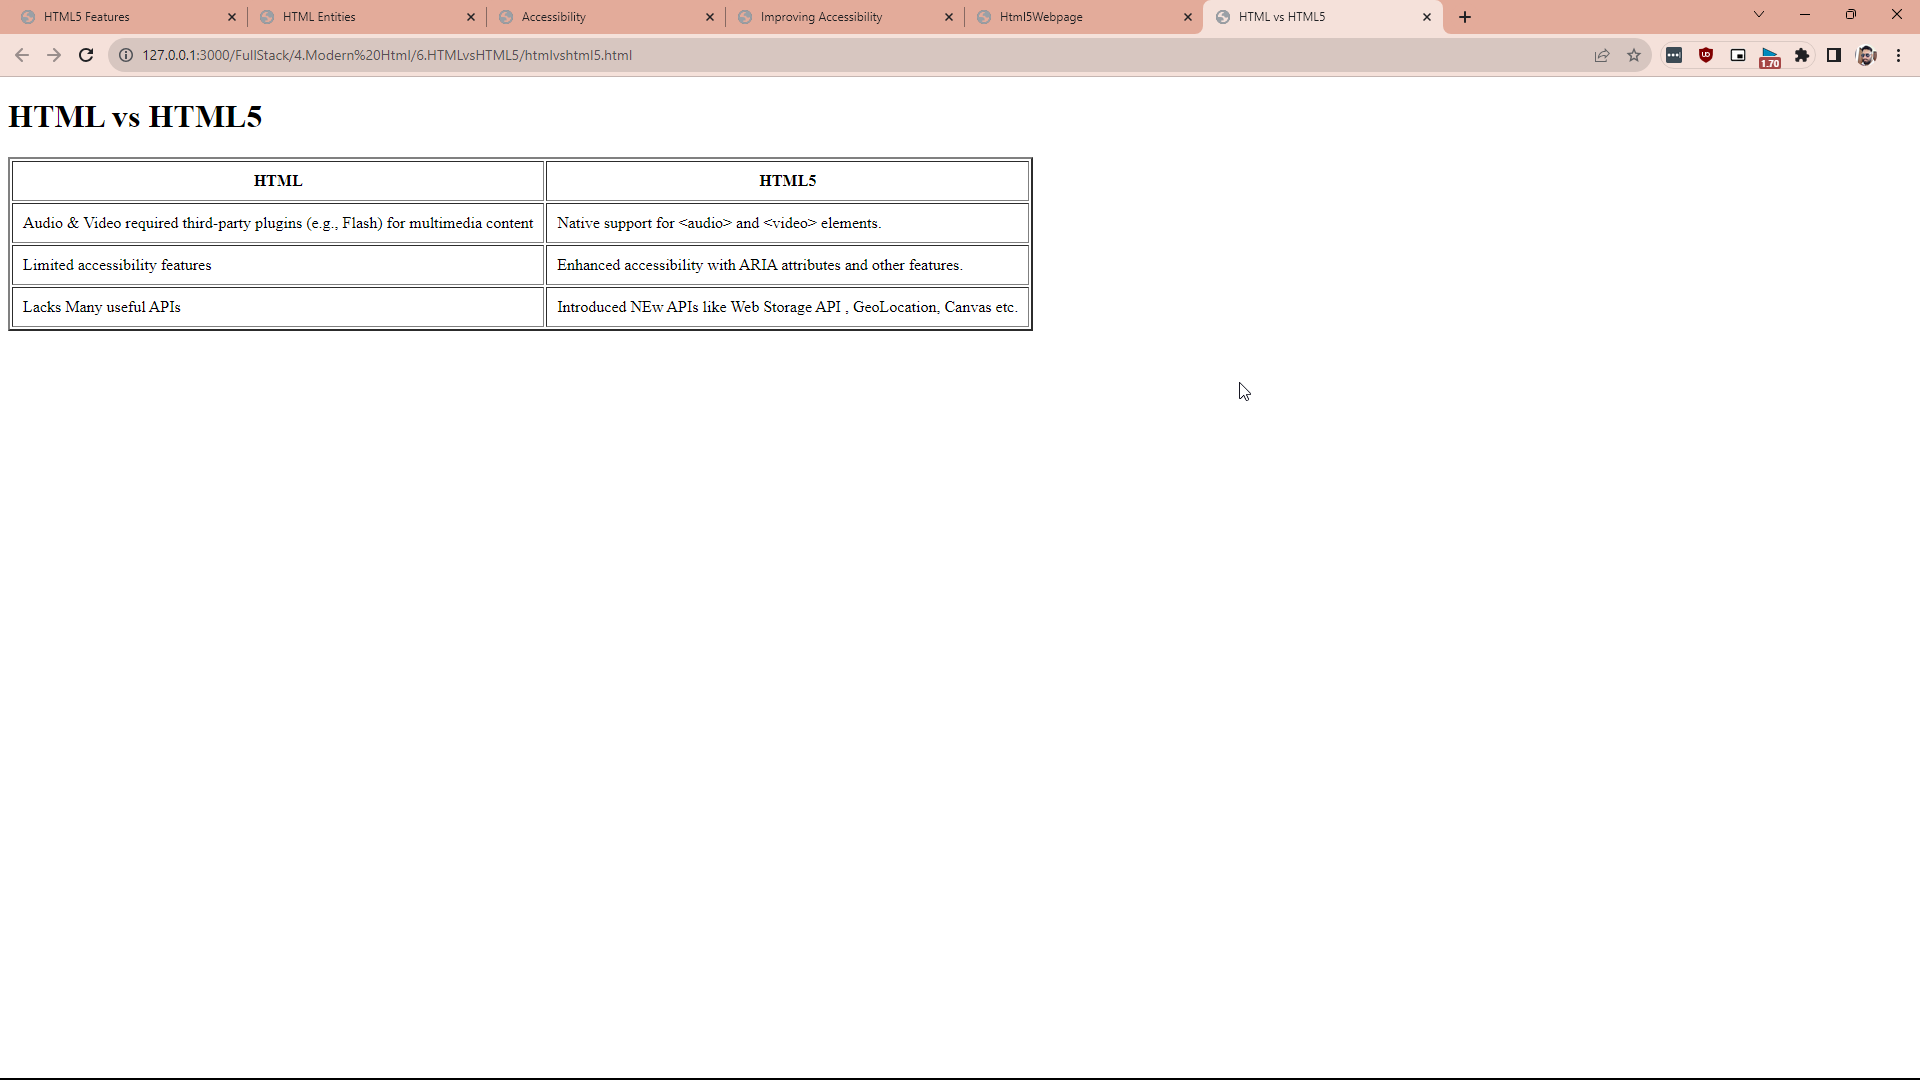 HTML5 Features
HTML Entities
Accessibility
Improving Accessibility
Html5Webpage
HTML vs HTML5
127.0.0.1:3000/FullStack/4.Modern%20Html/6.HTMLvsHTML5/htmlvshtml5.html
1.70
HTML vs HTML5
HTML HTML5
Audio & Video required third-party plugins (e.g., Flash) for multimedia content Native support for <audio> and <video> elements.
Limited accessibility features Enhanced accessibility with ARIA attributes and other features.
Lacks Many useful APIs Introduced NEw APIs like Web Storage API , GeoLocation, Canvas etc.